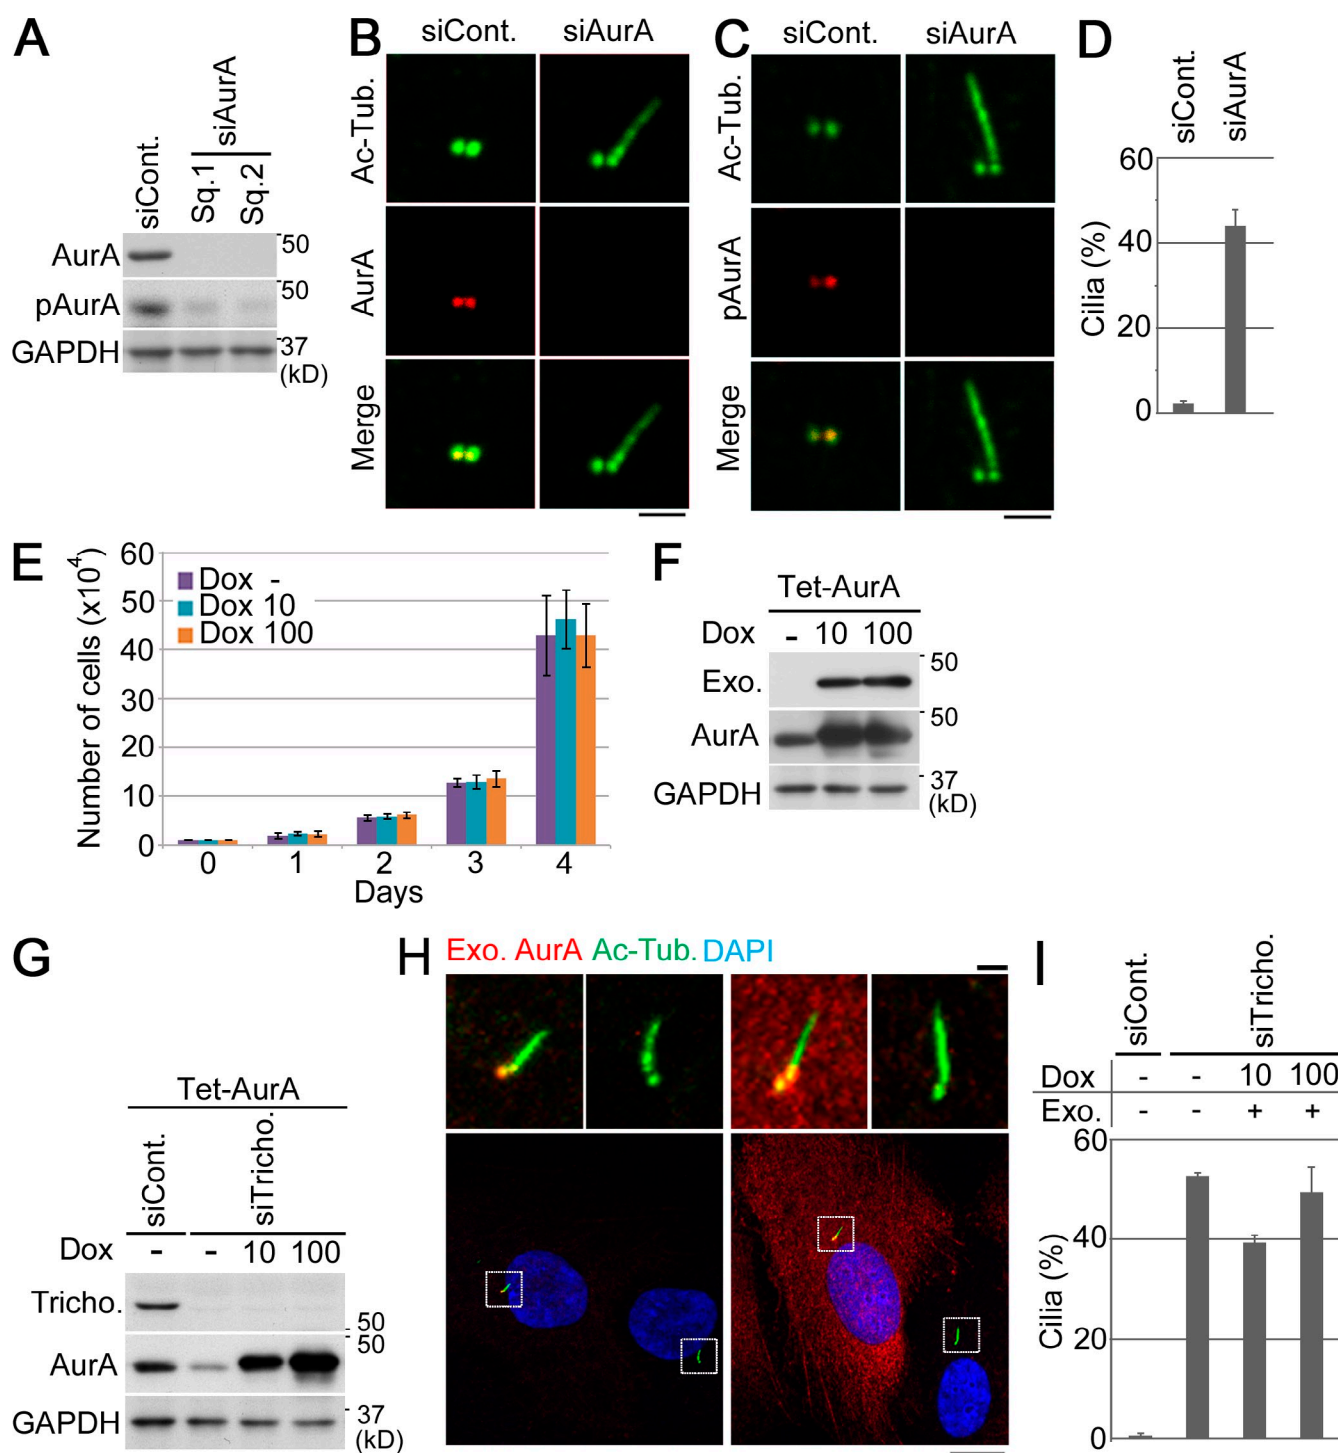 A
siCont.
siAurA
Sq.1
Sq.2
AurA
50
pAurA
50
GAPDH
37
(kD)
B
siCont. siAurA
Ac-Tub.
AurA
Merge
C
siCont. siAurA
Ac-Tub.
pAurA
Merge
D
siCont.
siAurA
Cilia (%)
60
40
20
0
E
Number of cells (x10⁴)
60
50
40
30
20
10
0
Dox -
Dox 10
Dox 100
0 1 2 3 4
Days
F
Tet-AurA
Dox - 10 100
Exo.
50
AurA
50
GAPDH
37
(kD)
G
Tet-AurA
siCont.
siTricho.
Dox - - 10 100
Tricho.
50
AurA
50
GAPDH
37
(kD)
H
Exo. AurA Ac-Tub. DAPI
I
siCont.
siTricho.
Dox - - 10 100
Exo. - - + +
Cilia (%)
60
40
20
0